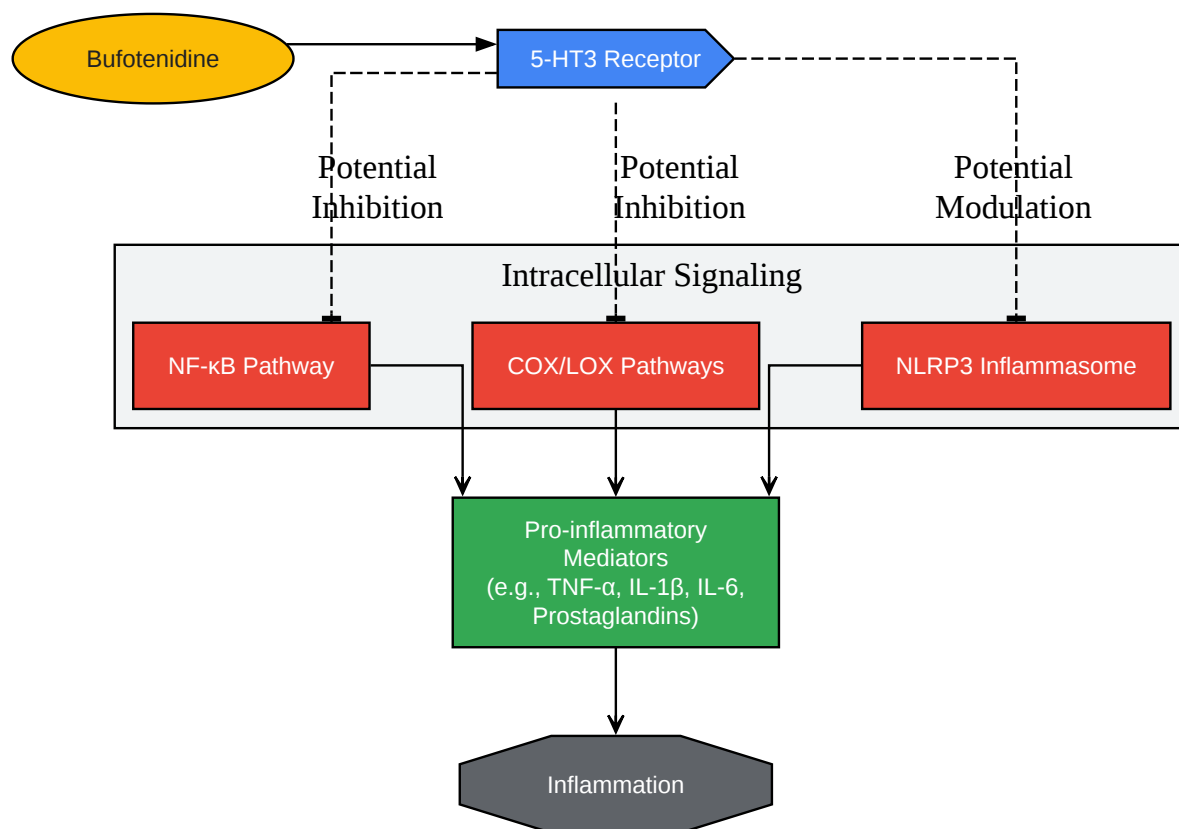 Bufotenidine
5-HT3 Receptor
Potential
Inhibition
Potential
Inhibition
Potential
Modulation
Intracellular Signaling
NF-κB Pathway
COX/LOX Pathways
NLRP3 Inflammasome
Pro-inflammatory
Mediators
(e.g., TNF-α, IL-1β, IL-6,
Prostaglandins)
Inflammation